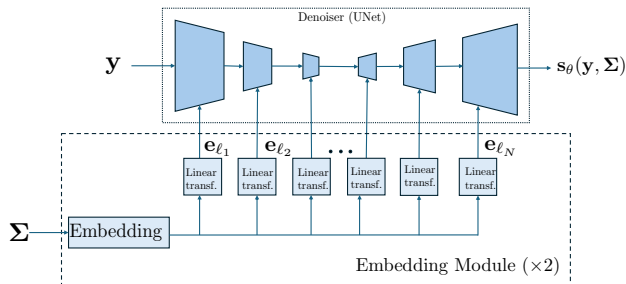 Denoiser (UNet)
y
s_θ(y, Σ)
e_ℓ₁
e_ℓ₂
...
e_ℓ_N
Linear transf.
Linear transf.
Linear transf.
Linear transf.
Linear transf.
Linear transf.
Σ
Embedding
Embedding Module (×2)